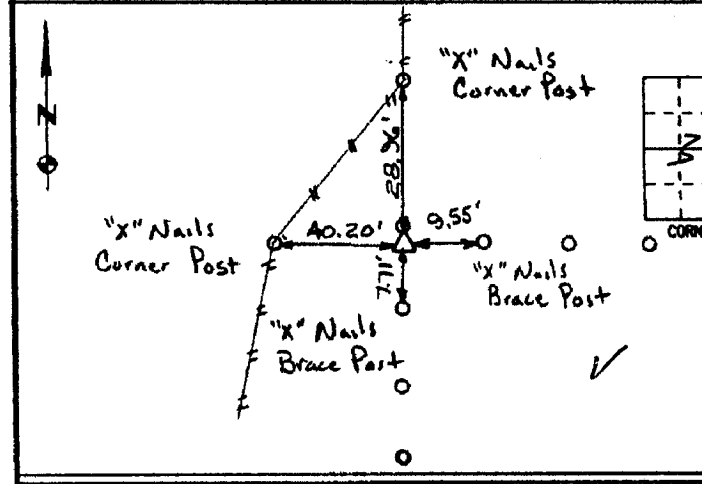 "X" Nails
Corner Post
N
28.96'
40.20'
9.55'
"X" Nails
Corner Post
7.71'
"X" Nails
Brace Post
"X" Nails
Brace Post
CORN